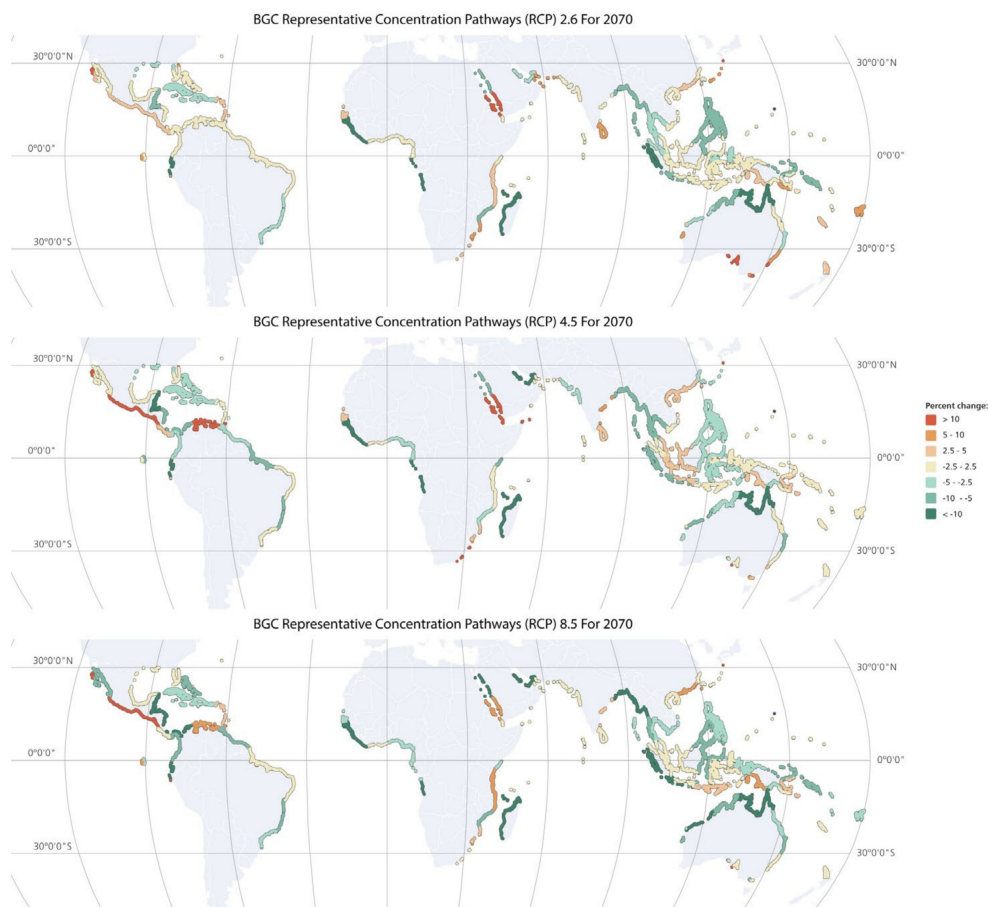 BGC Representative Concentration Pathways (RCP) 2.6 For 2070
30°0'0"N 30°0'0"N
0°0'0" 0°0'0"
30°0'0"S 30°0'0"S
BGC Representative Concentration Pathways (RCP) 4.5 For 2070
30°0'0"N 30°0'0"N
0°0'0" 0°0'0"
30°0'0"S 30°0'0"S
Percent change:
> 10
5 - 10
2.5 - 5
-2.5 - 2.5
-5 - -2.5
-10 - -5
< -10
BGC Representative Concentration Pathways (RCP) 8.5 For 2070
30°0'0"N 30°0'0"N
0°0'0" 0°0'0"
30°0'0"S 30°0'0"S